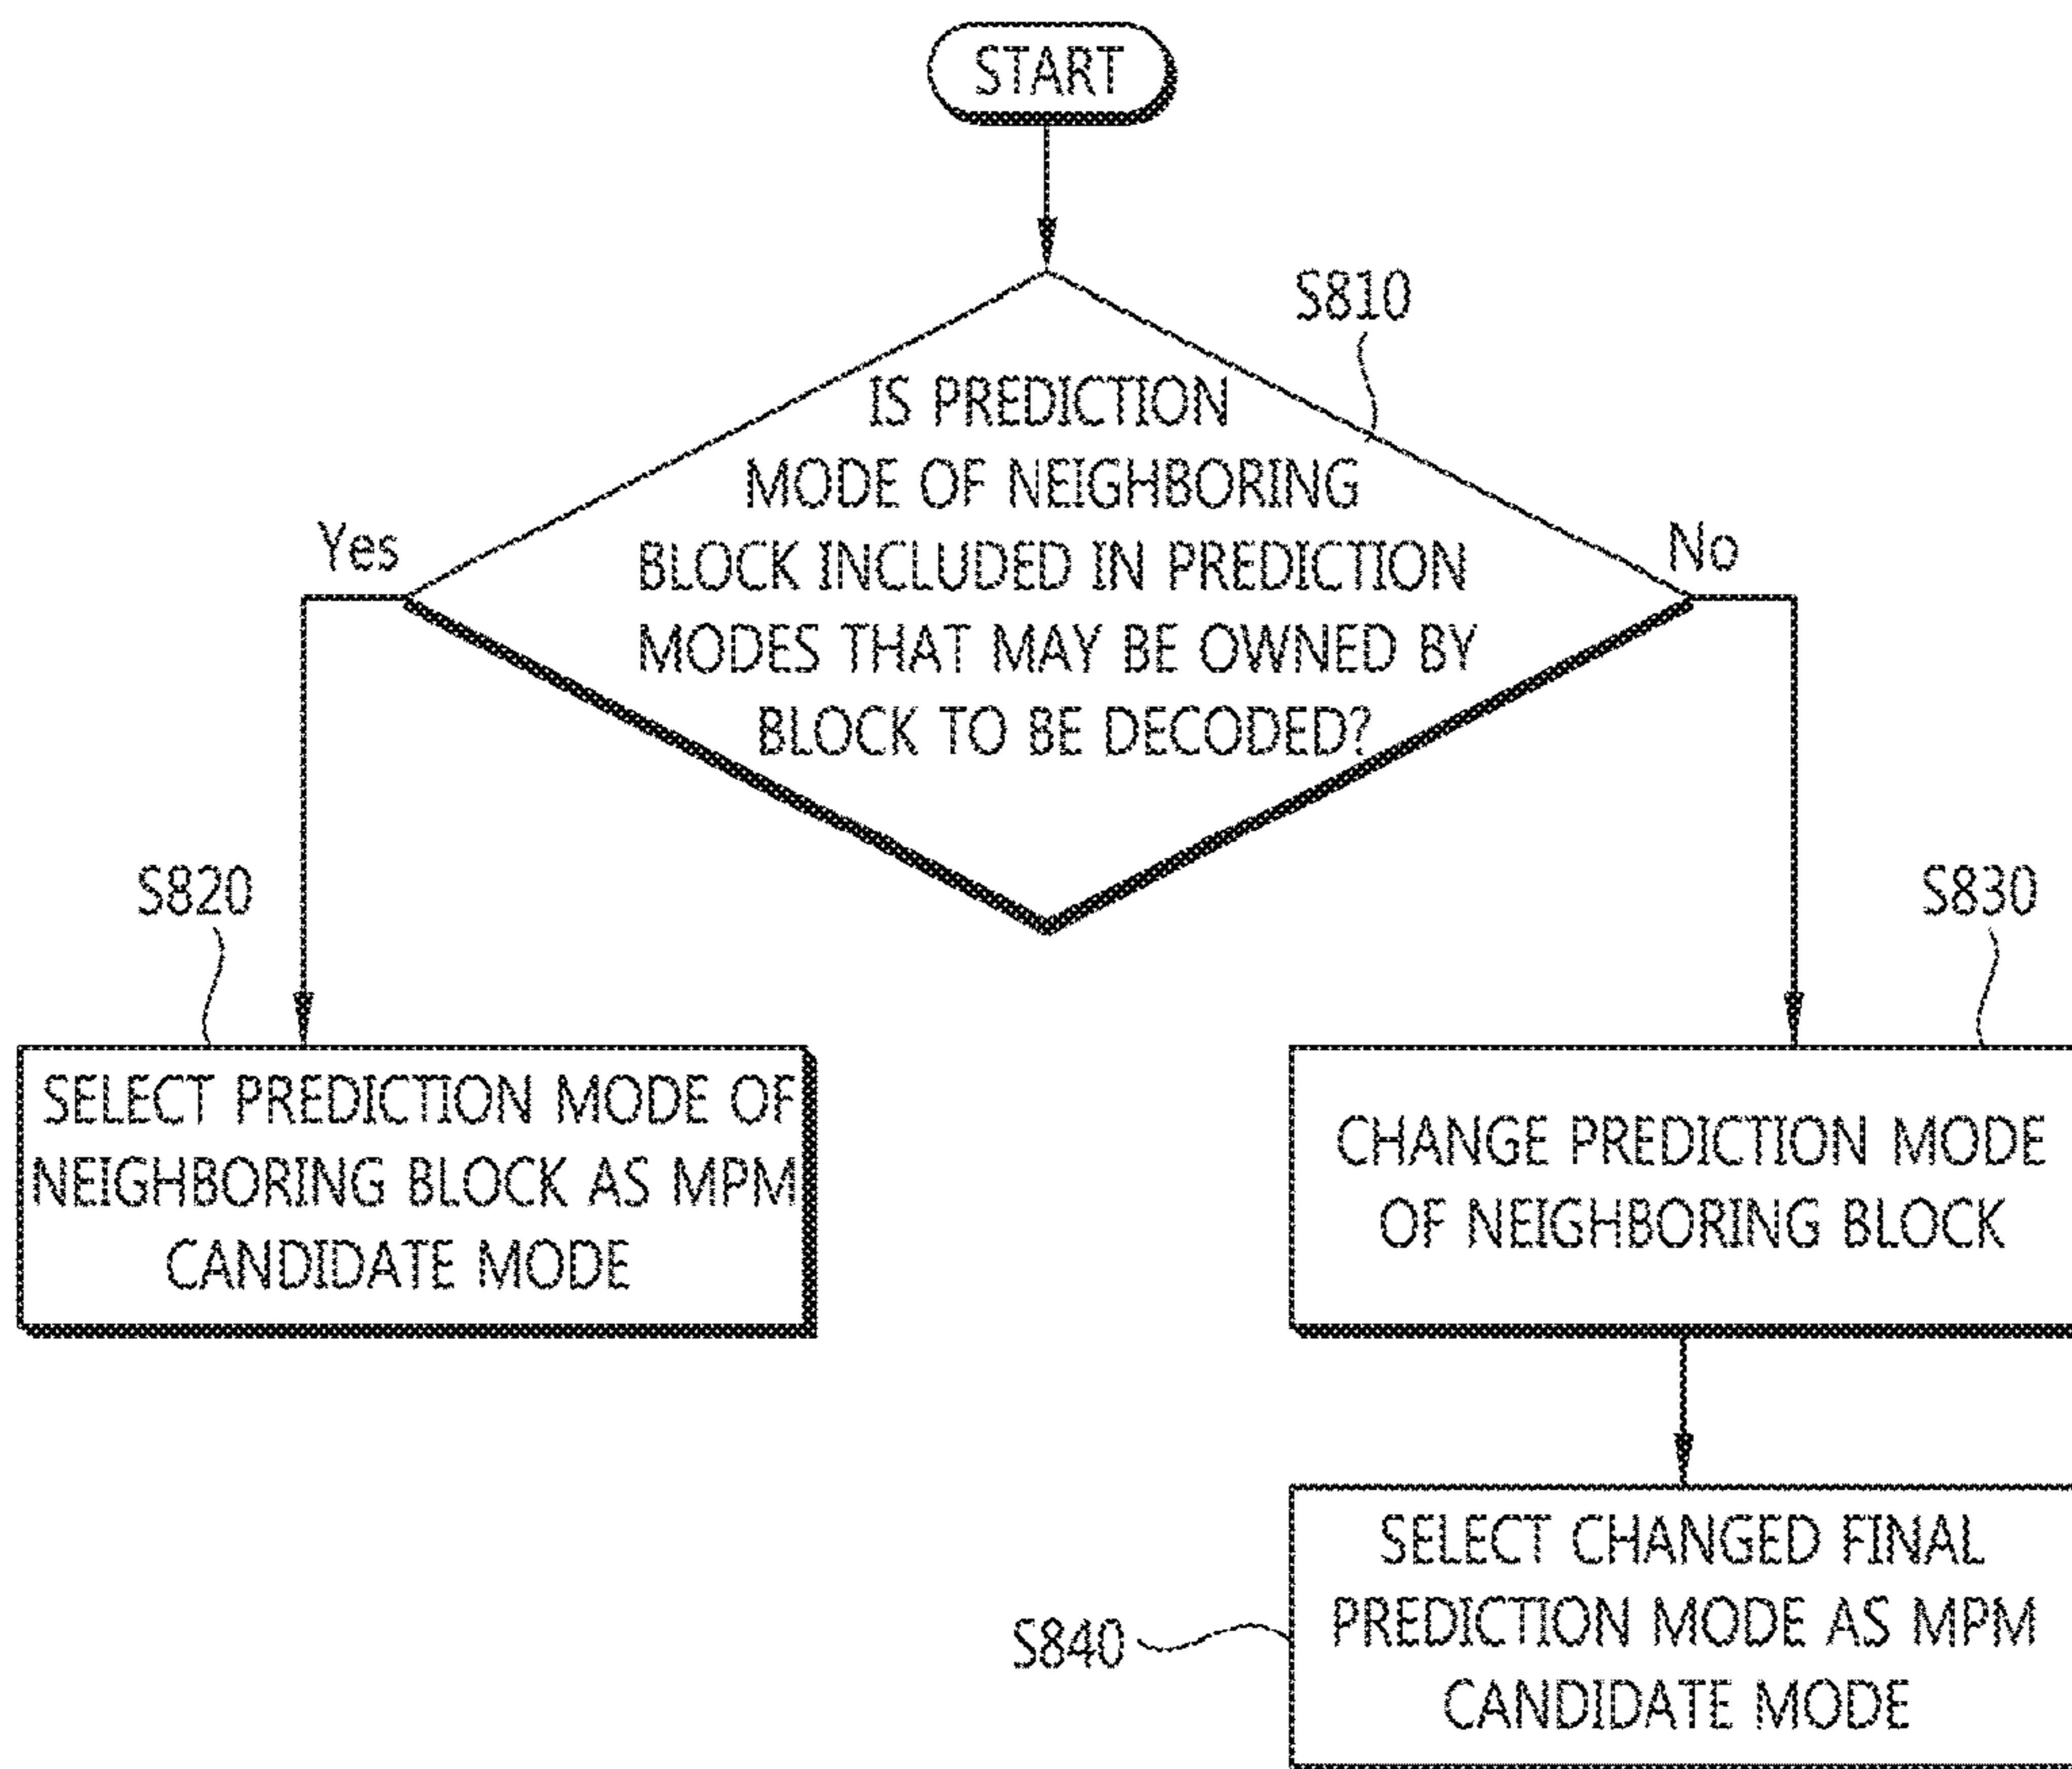 START
S810
IS PREDICTION
MODE OF NEIGHBORING
BLOCK INCLUDED IN PREDICTION
MODES THAT MAY BE OWNED BY
BLOCK TO BE DECODED?
Yes
No
S820
S830
SELECT PREDICTION MODE OF
NEIGHBORING BLOCK AS MPM
CANDIDATE MODE
CHANGE PREDICTION MODE
OF NEIGHBORING BLOCK
S840
SELECT CHANGED FINAL
PREDICTION MODE AS MPM
CANDIDATE MODE